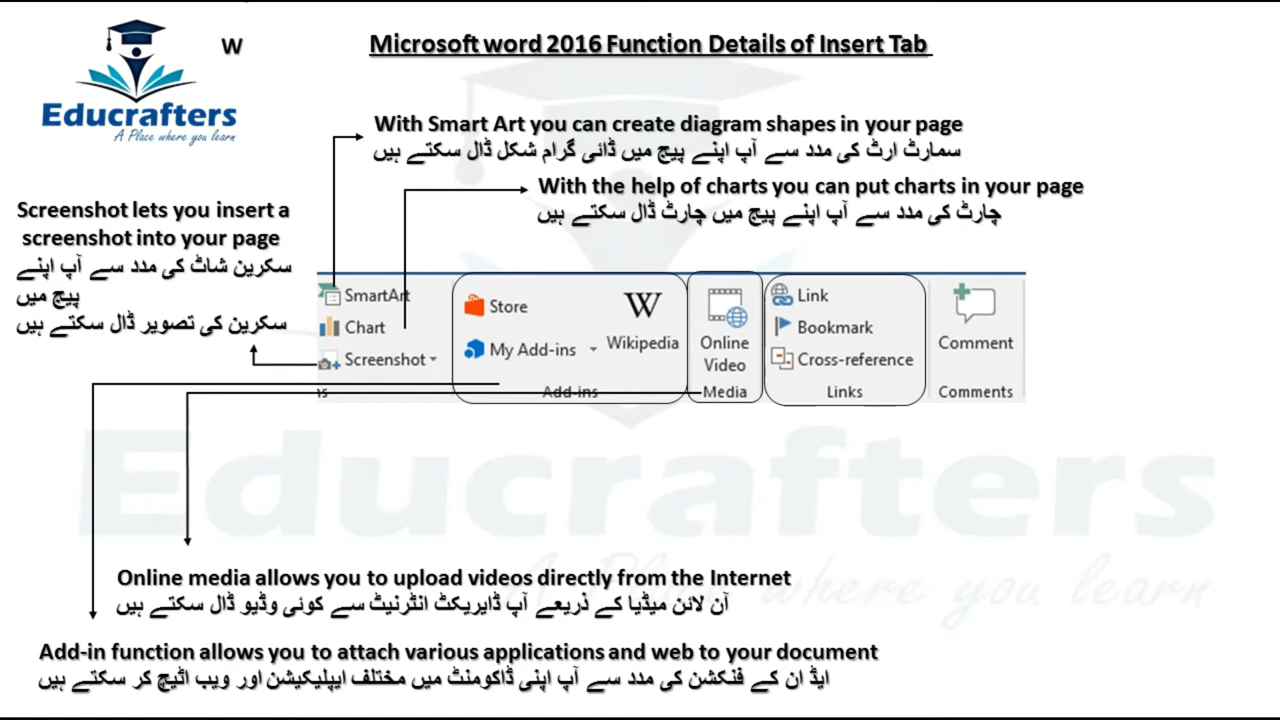 Educrafters
A Place where you learn
W
Microsoft word 2016 Function Details of Insert Tab
With Smart Art you can create diagram shapes in your page
سمارٹ ارٹ کی مدد سے آپ اپنے پیج میں ڈائی گرام شکل ڈال سکتے ہیں
With the help of charts you can put charts in your page
چارٹ کی مدد سے آپ اپنے پیج میں چارٹ ڈال سکتے ہیں
Screenshot lets you insert a
screenshot into your page
سکرین شاٹ کی مدد سے آپ اپنے
پیج میں
سکرین کی تصویر ڈال سکتے ہیں
SmartArt
Chart
Screenshot
ns
Store
My Add-ins
Wikipedia
Add-ins
Online
Video
Media
Link
Bookmark
Cross-reference
Links
Comment
Comments
Educrafters
A Place where you learn
Online media allows you to upload videos directly from the Internet
آن لائن میڈیا کے ذریعے آپ ڈایریکٹ انٹرنیٹ سے کوئی وڈیو ڈال سکتے ہیں
Add-in function allows you to attach various applications and web to your document
ایڈ ان کے فنکشن کی مدد سے آپ اپنی ڈاکومنٹ میں مختلف ایپلیکیشن اور ویب اٹیچ کر سکتے ہیں